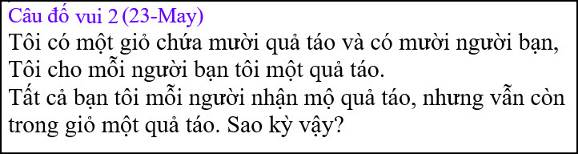 Câu đố vui 2 (23-May)
Tôi có một giỏ chứa mười quả táo và có mười người bạn,
Tôi cho mỗi người bạn tôi một quả táo.
Tất cả bạn tôi mỗi người nhận mộ quả táo, nhưng vẫn còn
trong giỏ một quả táo. Sao kỳ vậy?